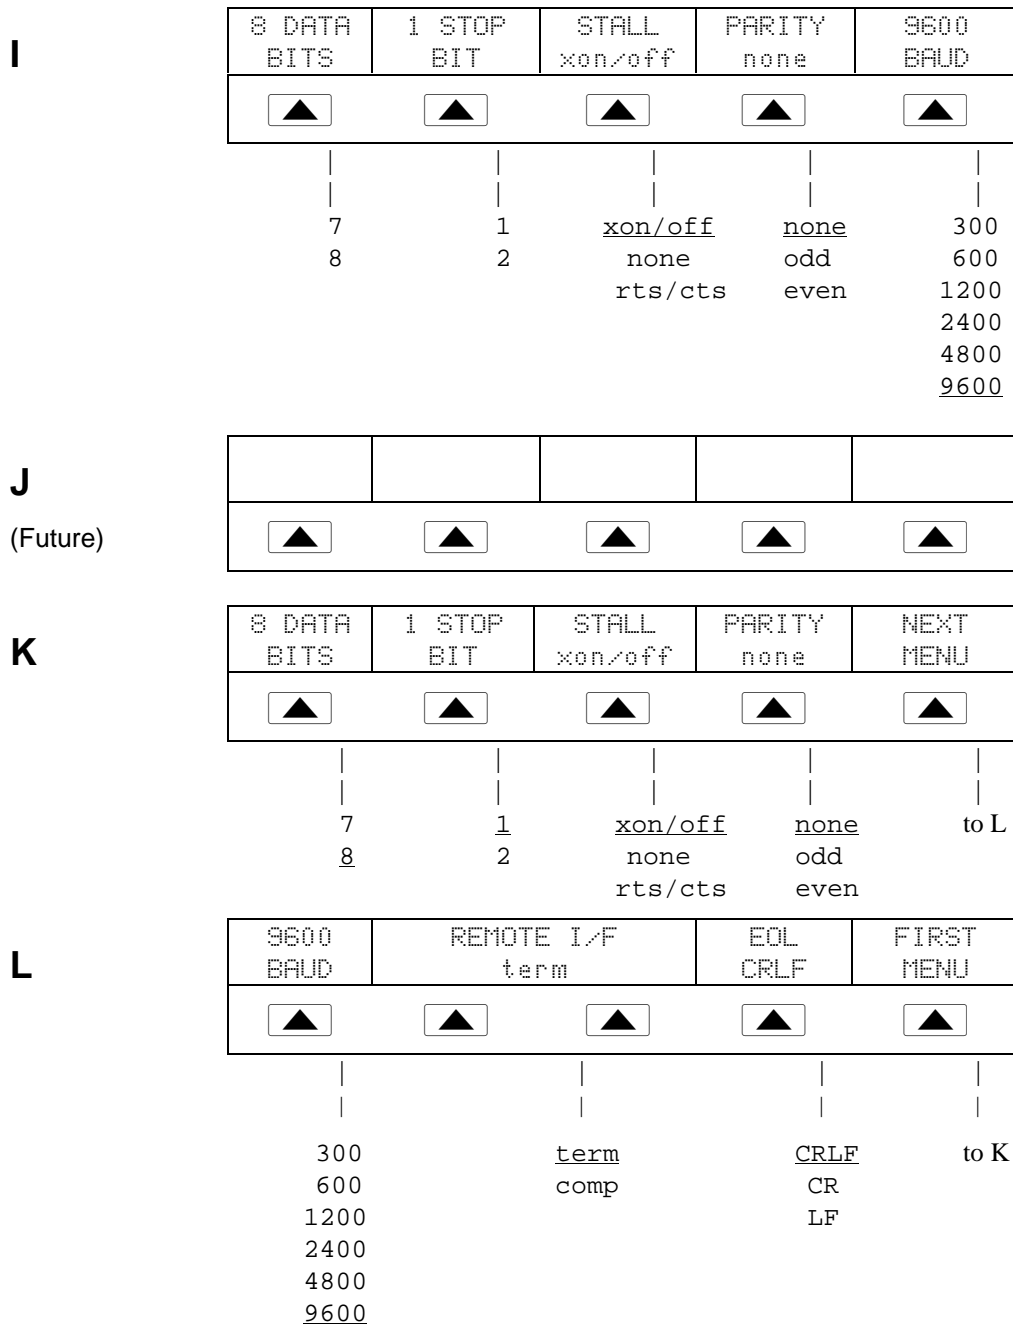 I
8 DATA BITS 1 STOP BIT STALL xon/off PARITY none 9600 BAUD
7 1 xon/off none 300
8 2 none odd 600
rts/cts even 1200
2400
4800
9600
J
(Future)
K
8 DATA BITS 1 STOP BIT STALL xon/off PARITY none NEXT MENU
7 1 xon/off none to L
8 2 none odd
rts/cts even
L
9600 BAUD REMOTE I/F term EOL CRLF FIRST MENU
300 term CRLF to K
600 comp CR
1200 LF
2400
4800
9600